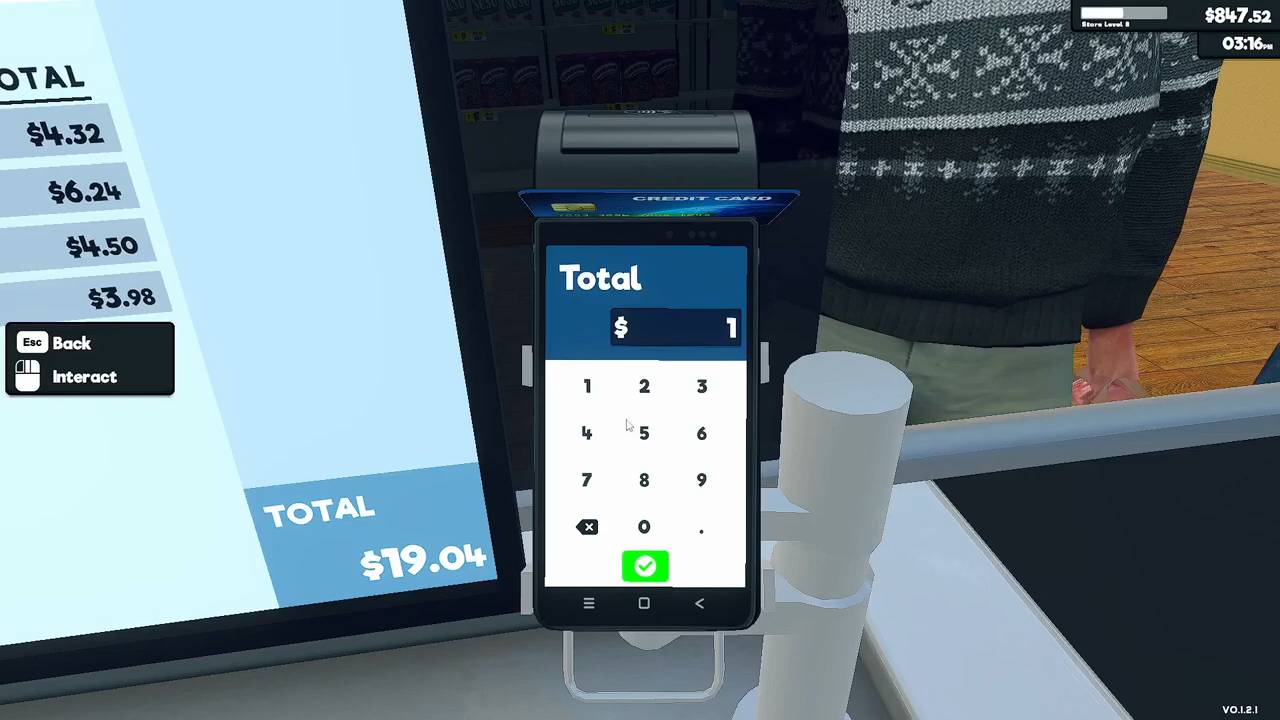 $847.52
Store Level 8
03:16PM
OTAL
$4.32
$6.24
$4.50
$3.98
Esc Back
Interact
TOTAL
$19.04
CREDIT CARD
Total
$ 1
1 2 3
4 5 6
7 8 9
0 .
V0.1.2.1